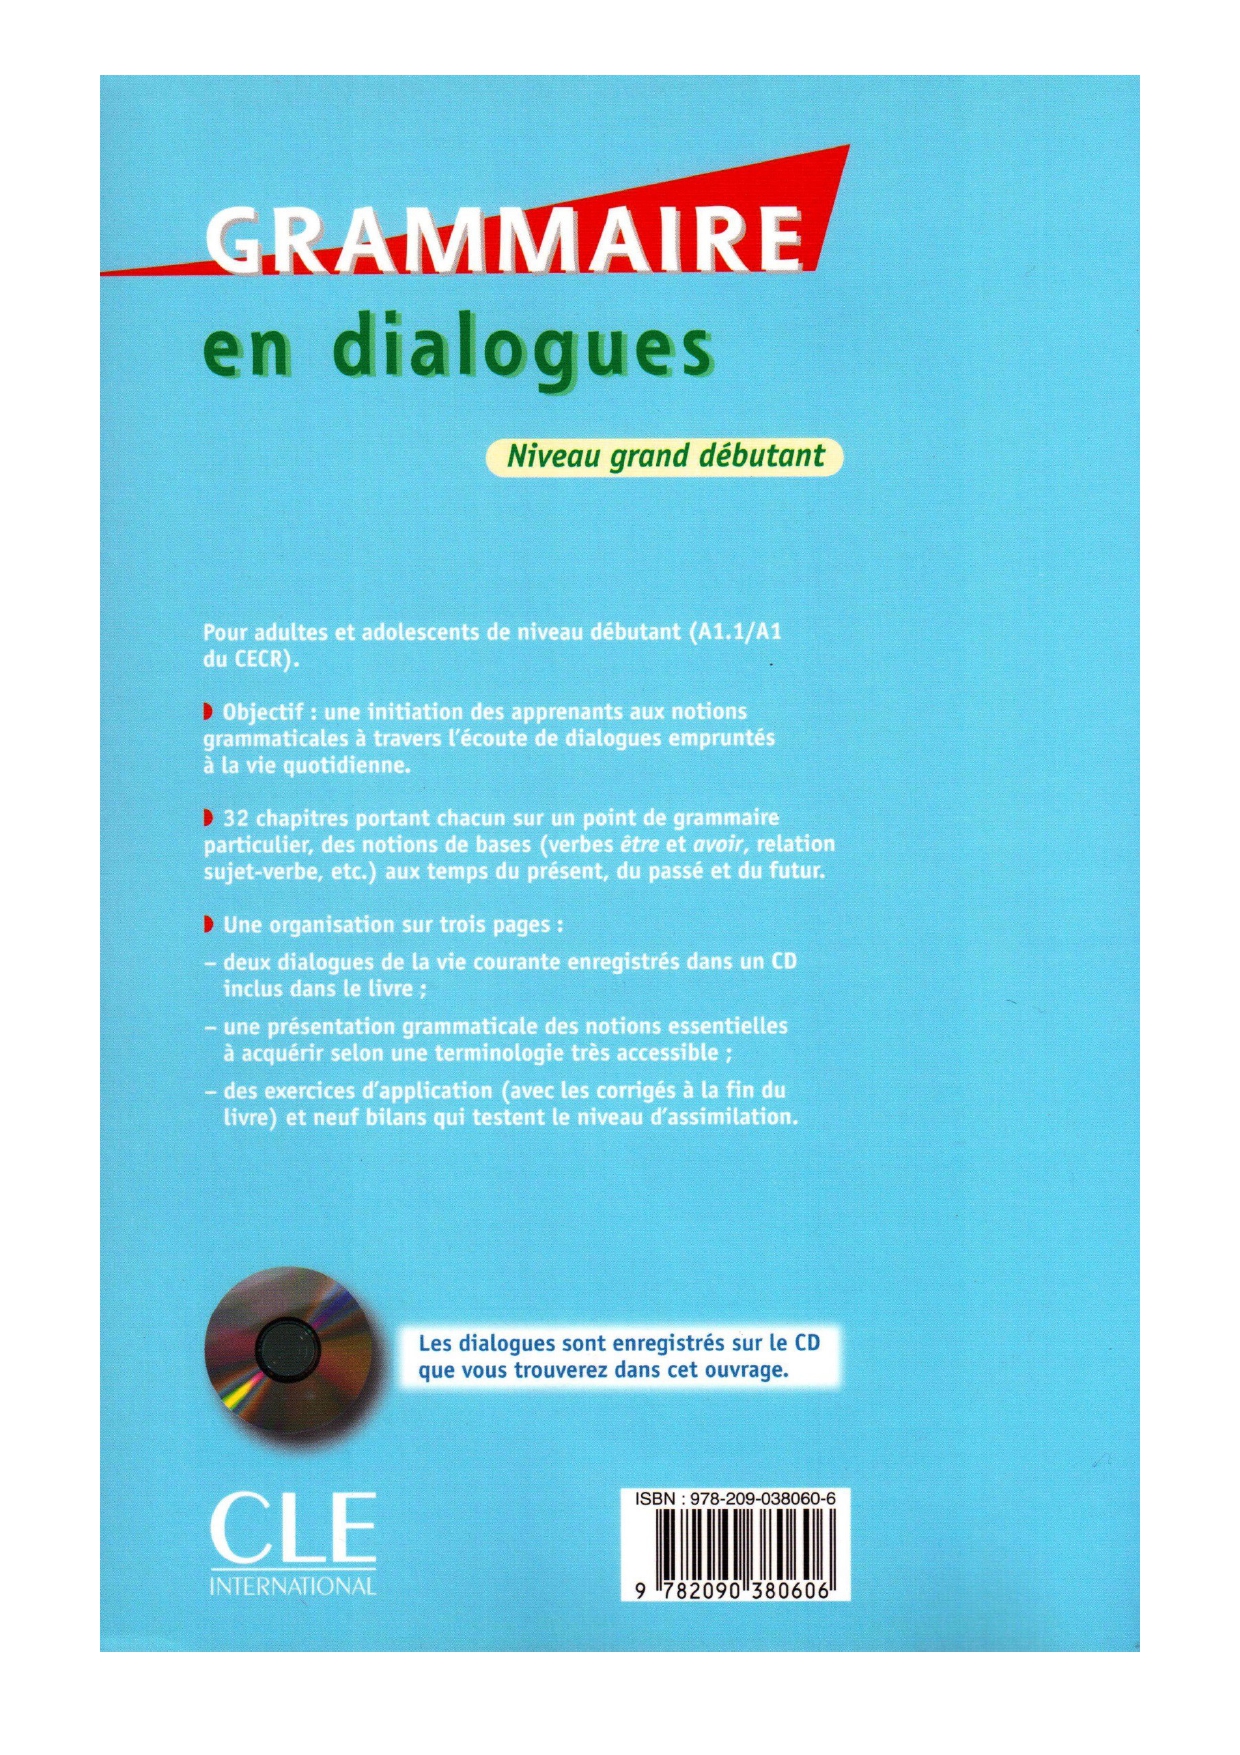 GRAMMAIRE
en dialogues
Niveau grand débutant
Pour adultes et adolescents de niveau débutant (A1.1/A1
du CECR).
Objectif : une initiation des apprenants aux notions
grammaticales à travers l'écoute de dialogues empruntés
à la vie quotidienne.
32 chapitres portant chacun sur un point de grammaire
particulier, des notions de bases (verbes être et avoir, relation
sujet-verbe, etc.) aux temps du présent, du passé et du futur.
Une organisation sur trois pages :
– deux dialogues de la vie courante enregistrés dans un CD
inclus dans le livre ;
– une présentation grammaticale des notions essentielles
à acquérir selon une terminologie très accessible ;
– des exercices d'application (avec les corrigés à la fin du
livre) et neuf bilans qui testent le niveau d'assimilation.
Les dialogues sont enregistrés sur le CD
que vous trouverez dans cet ouvrage.
CLE
INTERNATIONAL
ISBN : 978-209-038060-6
9 782090 380606